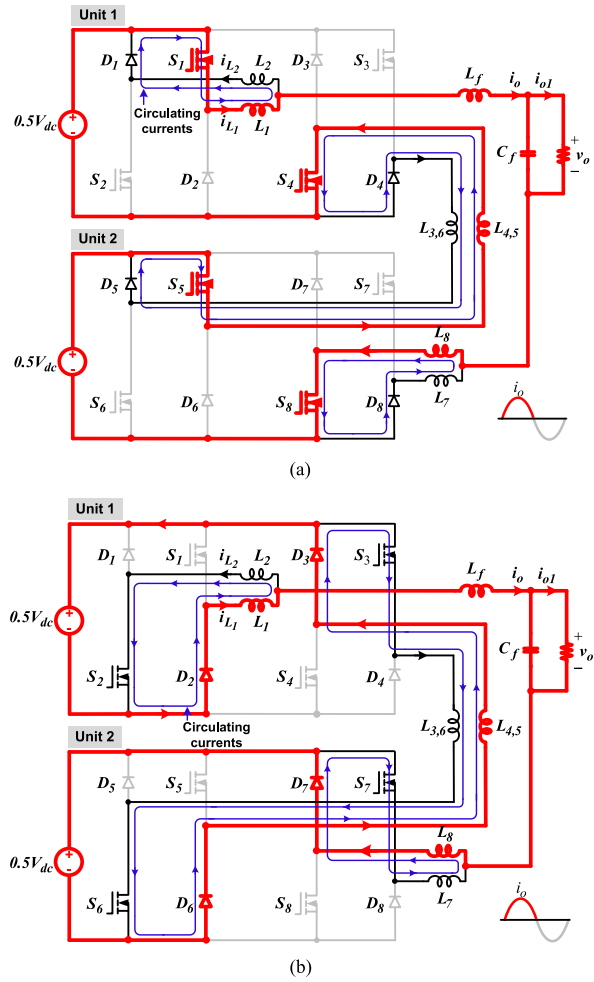 Unit 1
D1 S1 iL2 L2 D3 S3
Lf io io1
Circulating currents
iL1 L1
0.5Vdc
+
-
Cf
+
vo
–
S2 D2 S4 D4
L3,6 L4,5
Unit 2
D5 S5 D7 S7
0.5Vdc
+
-
L8
S6 D6 S8 D8 L7
io
(a)
Unit 1
D1 S1 iL2 L2 D3 S3
Lf io io1
iL1 L1
0.5Vdc
+
-
Cf
+
vo
–
S2 D2 S4 D4
Circulating currents
L3,6 L4,5
Unit 2
D5 S5 D7 S7
0.5Vdc
+
-
L8
L7
S6 D6 S8 D8
io
(b)